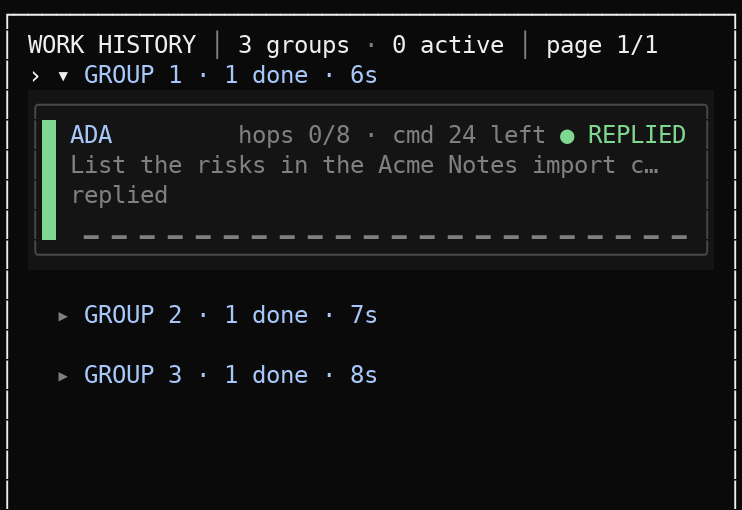 WORK HISTORY │ 3 groups · 0 active │ page 1/1
› ▾ GROUP 1 · 1 done · 6s
ADA hops 0/8 · cmd 24 left ● REPLIED
List the risks in the Acme Notes import c…
replied
▸ GROUP 2 · 1 done · 7s
▸ GROUP 3 · 1 done · 8s